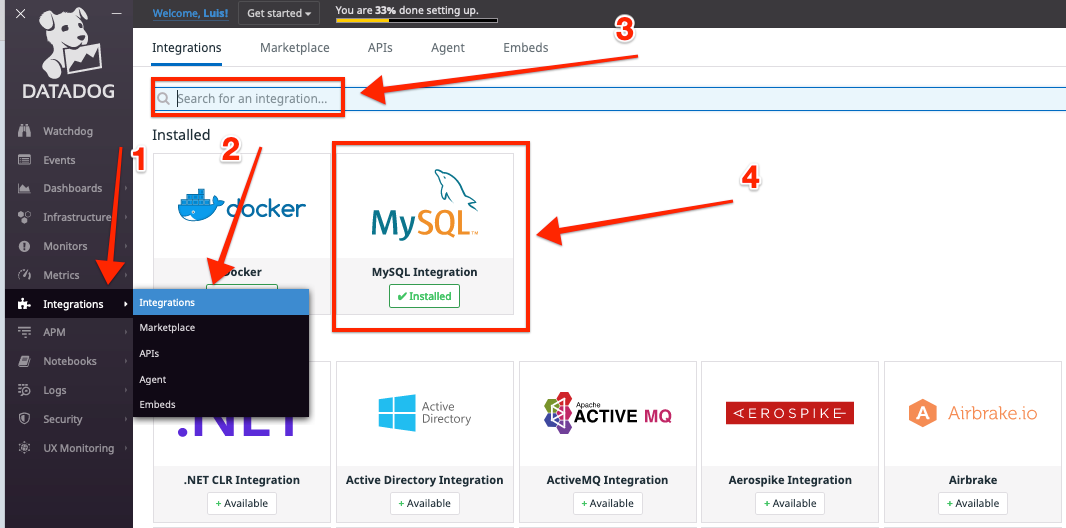 Welcome, Luis!
Get started
You are 33% done setting up.
DATADOG
Watchdog
Events
Dashboards
Infrastructure
Monitors
Metrics
Integrations
APM
Notebooks
Logs
Security
UX Monitoring
Integrations
Marketplace
APIs
Agent
Embeds
Integrations Marketplace APIs Agent Embeds
Search for an integration...
Installed
1
2
3
4
docker
MySQL™
Docker
MySQL Integration
✔ Installed
.NET
Active
Directory
Apache
ACTIVE MQ
AEROSPIKE
Airbrake.io
.NET CLR Integration
+ Available
Active Directory Integration
+ Available
ActiveMQ Integration
+ Available
Aerospike Integration
+ Available
Airbrake
+ Available